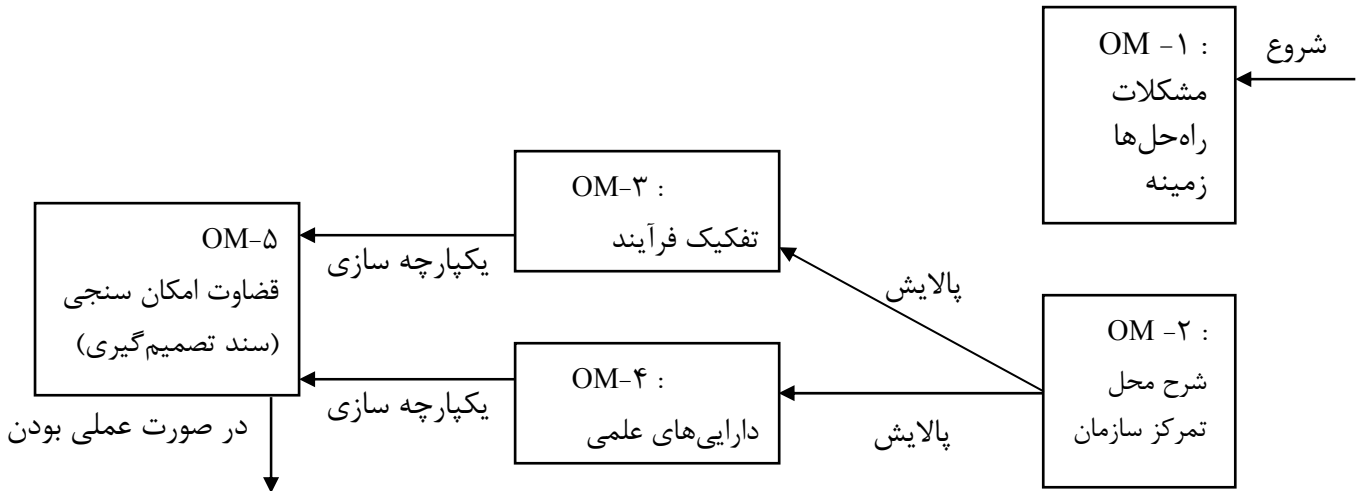 شروع
OM -۱ :
مشکلات
راه‌حل‌ها
زمینه
OM -۲ :
شرح محل
تمرکز سازمان
پالایش
پالایش
OM-۳ :
تفکیک فرآیند
OM-۴ :
دارایی‌های علمی
یکپارچه سازی
یکپارچه سازی
OM-۵
قضاوت امکان سنجی
(سند تصمیم‌گیری)
در صورت عملی بودن